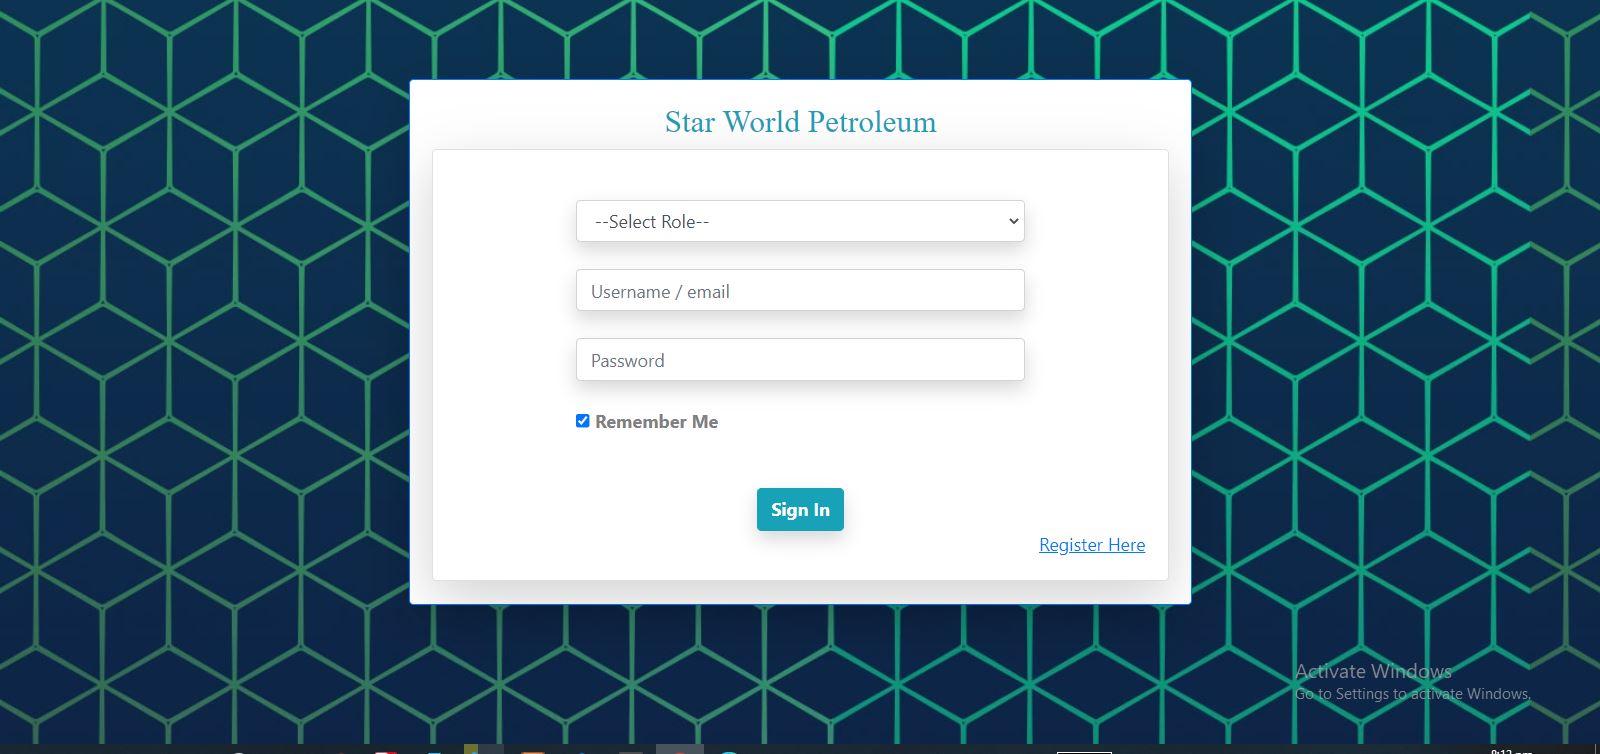 Star World Petroleum
--Select Role--
Username / email
Password
Remember Me
Sign In
Register Here
Activate Windows
Go to Settings to activate Windows.